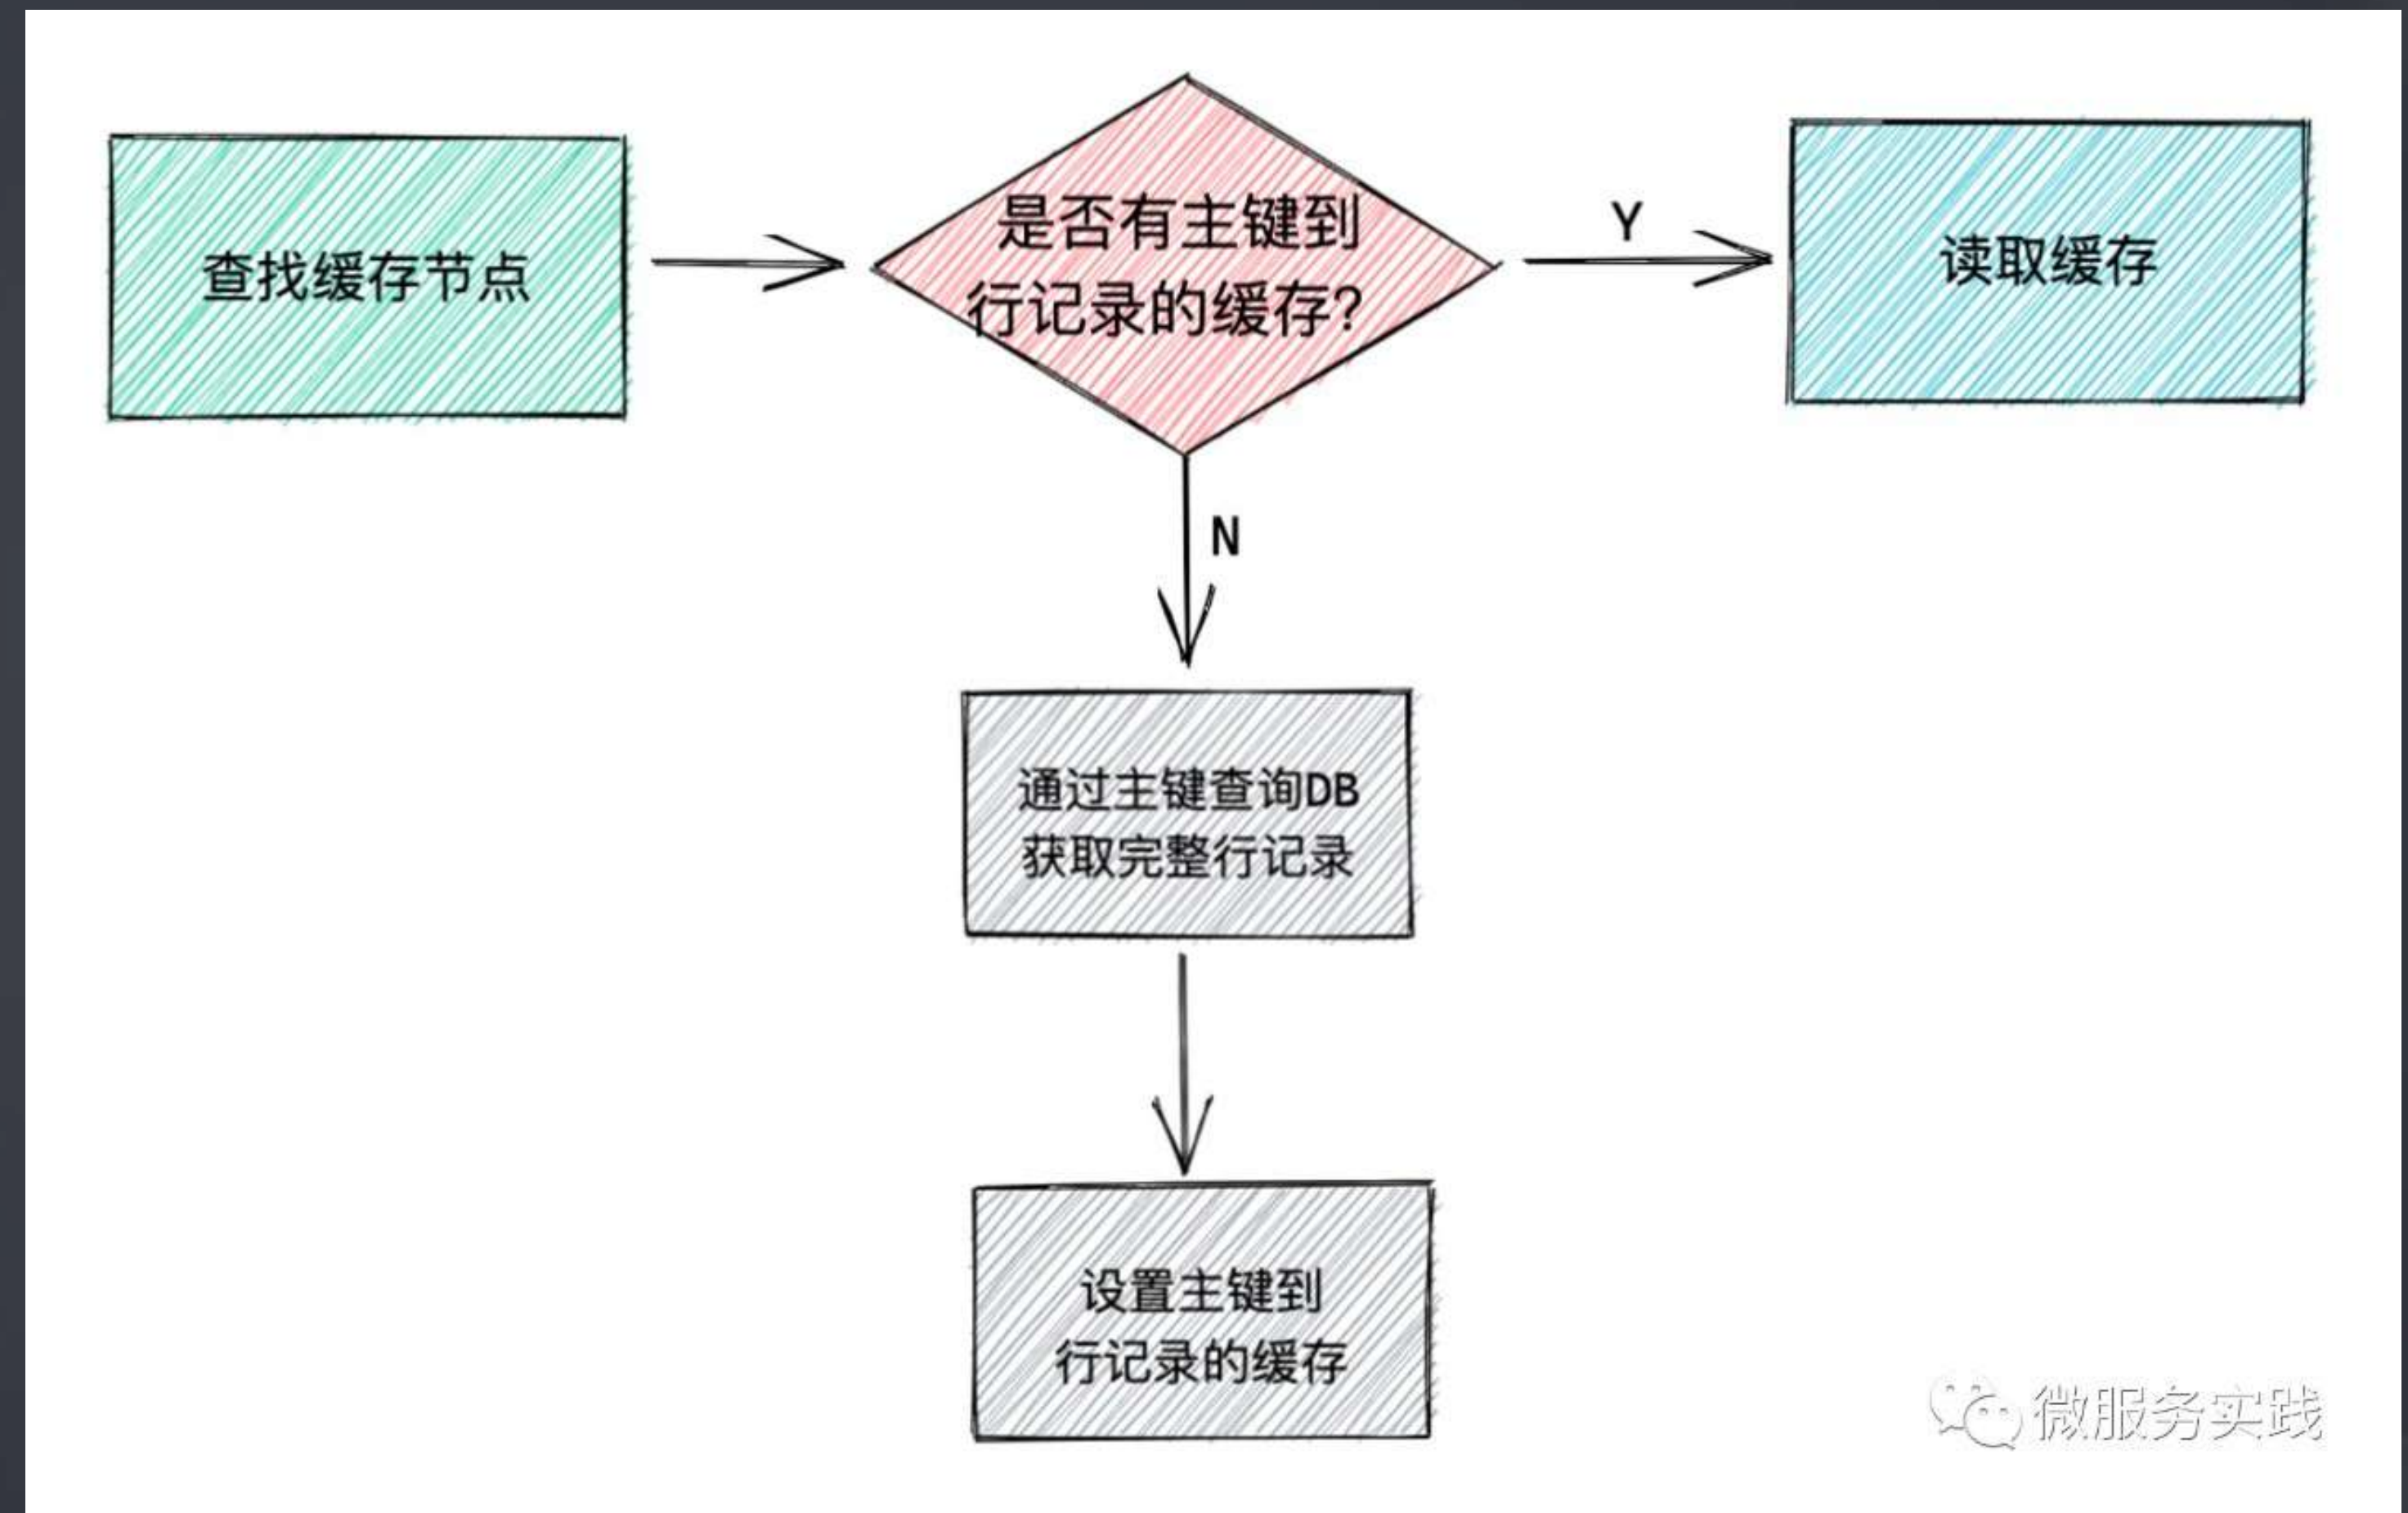 查找缓存节点
是否有主键到
行记录的缓存?
Y
读取缓存
N
通过主键查询DB
获取完整行记录
设置主键到
行记录的缓存
微服务实践